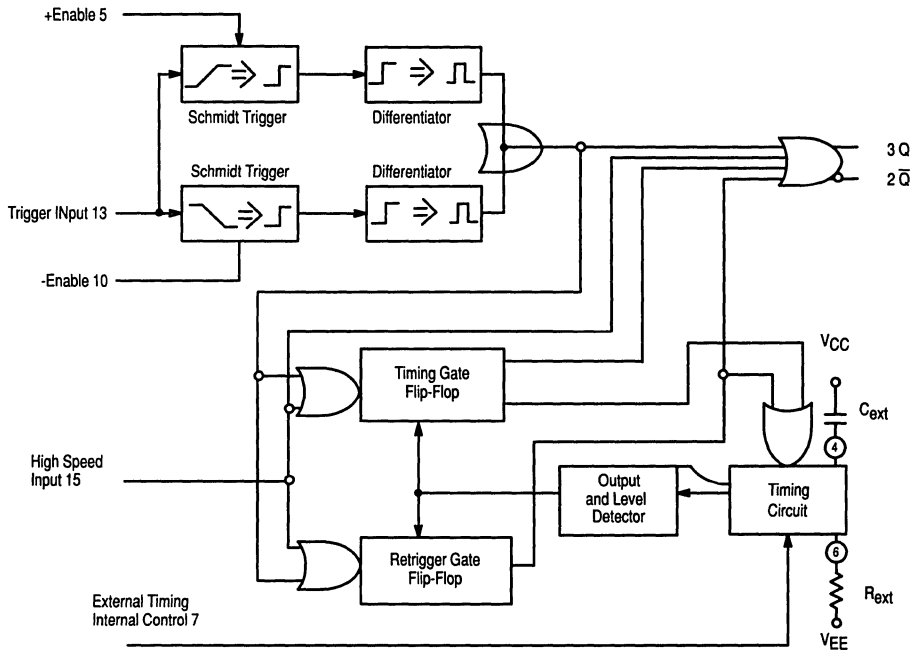 +Enable 5
Schmidt Trigger
Differentiator
Schmidt Trigger
Differentiator
3 Q
2 Q̅
Trigger INput 13
-Enable 10
Timing Gate
Flip-Flop
VCC
Cext
4
High Speed
Input 15
Output
and Level
Detector
Timing
Circuit
Retrigger Gate
Flip-Flop
6
Rext
VEE
External Timing
Internal Control 7